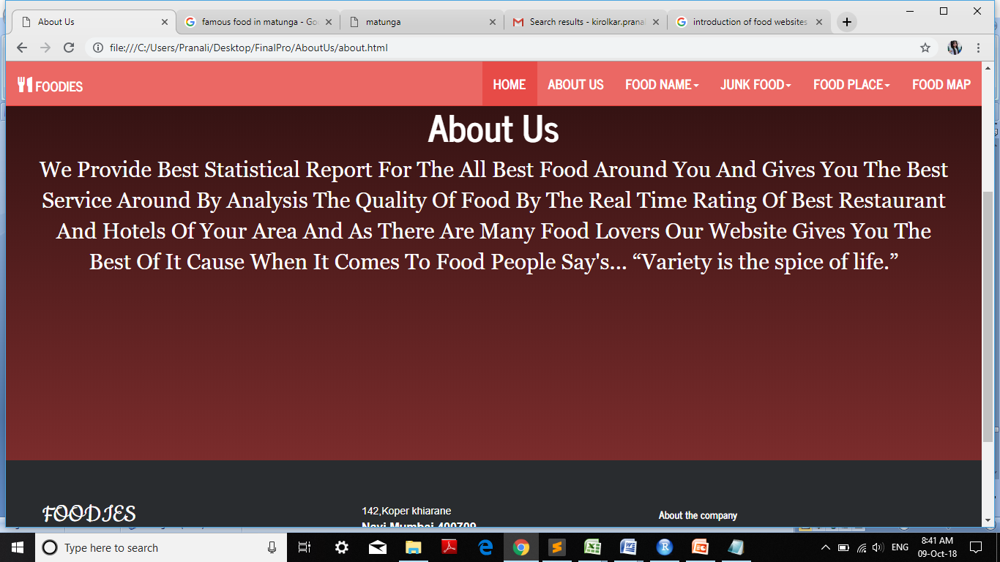 About Us
famous food in matunga - Goo
matunga
Search results - kirolkar.prana
introduction of food websites
file:///C:/Users/Pranali/Desktop/FinalPro/AboutUs/about.html
FOODIES
HOME
ABOUT US
FOOD NAME
JUNK FOOD
FOOD PLACE
FOOD MAP
About Us
We Provide Best Statistical Report For The All Best Food Around You And Gives You The Best
Service Around By Analysis The Quality Of Food By The Real Time Rating Of Best Restaurant
And Hotels Of Your Area And As There Are Many Food Lovers Our Website Gives You The
Best Of It Cause When It Comes To Food People Say's... “Variety is the spice of life.”
FOODIES
142,Koper khiarane
Navi Mumbai 400709
About the company
Type here to search
ENG
8:41 AM
09-Oct-18